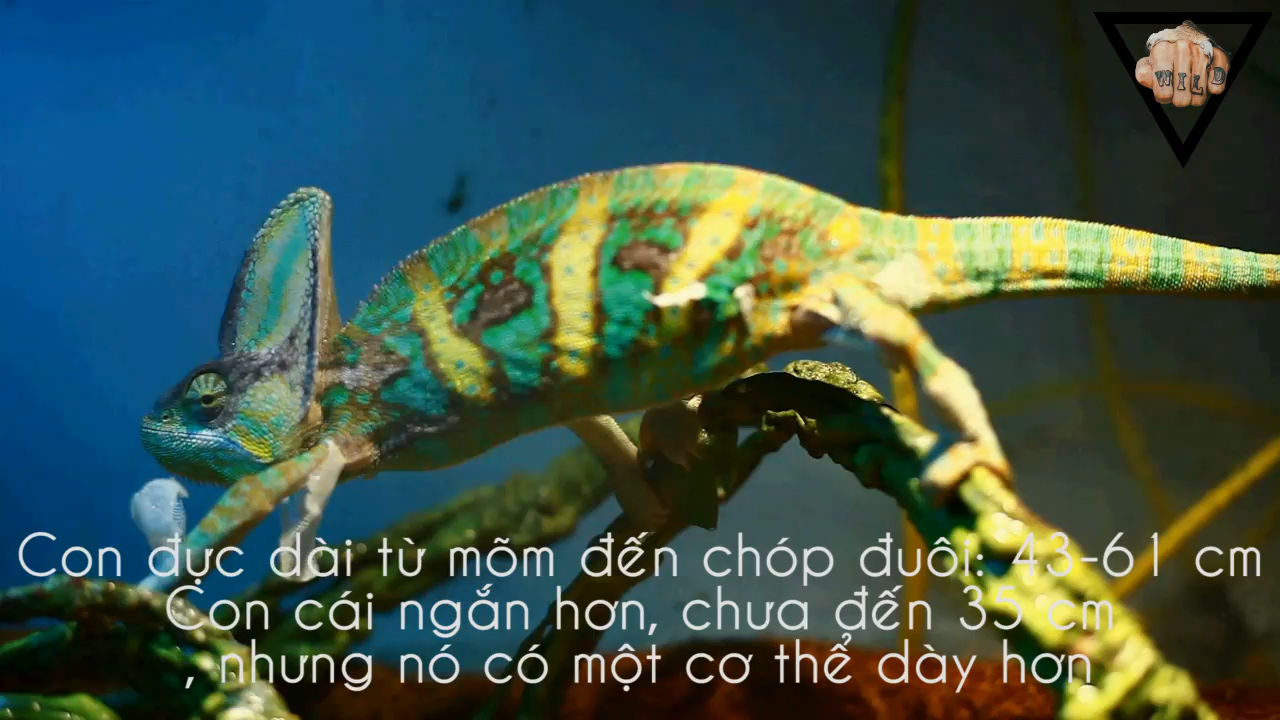 WILD
Con đực dài từ mõm đến chóp đuôi: 43-61 cm
Con cái ngắn hơn, chưa đến 35 cm
, nhưng nó có một cơ thể dày hơn